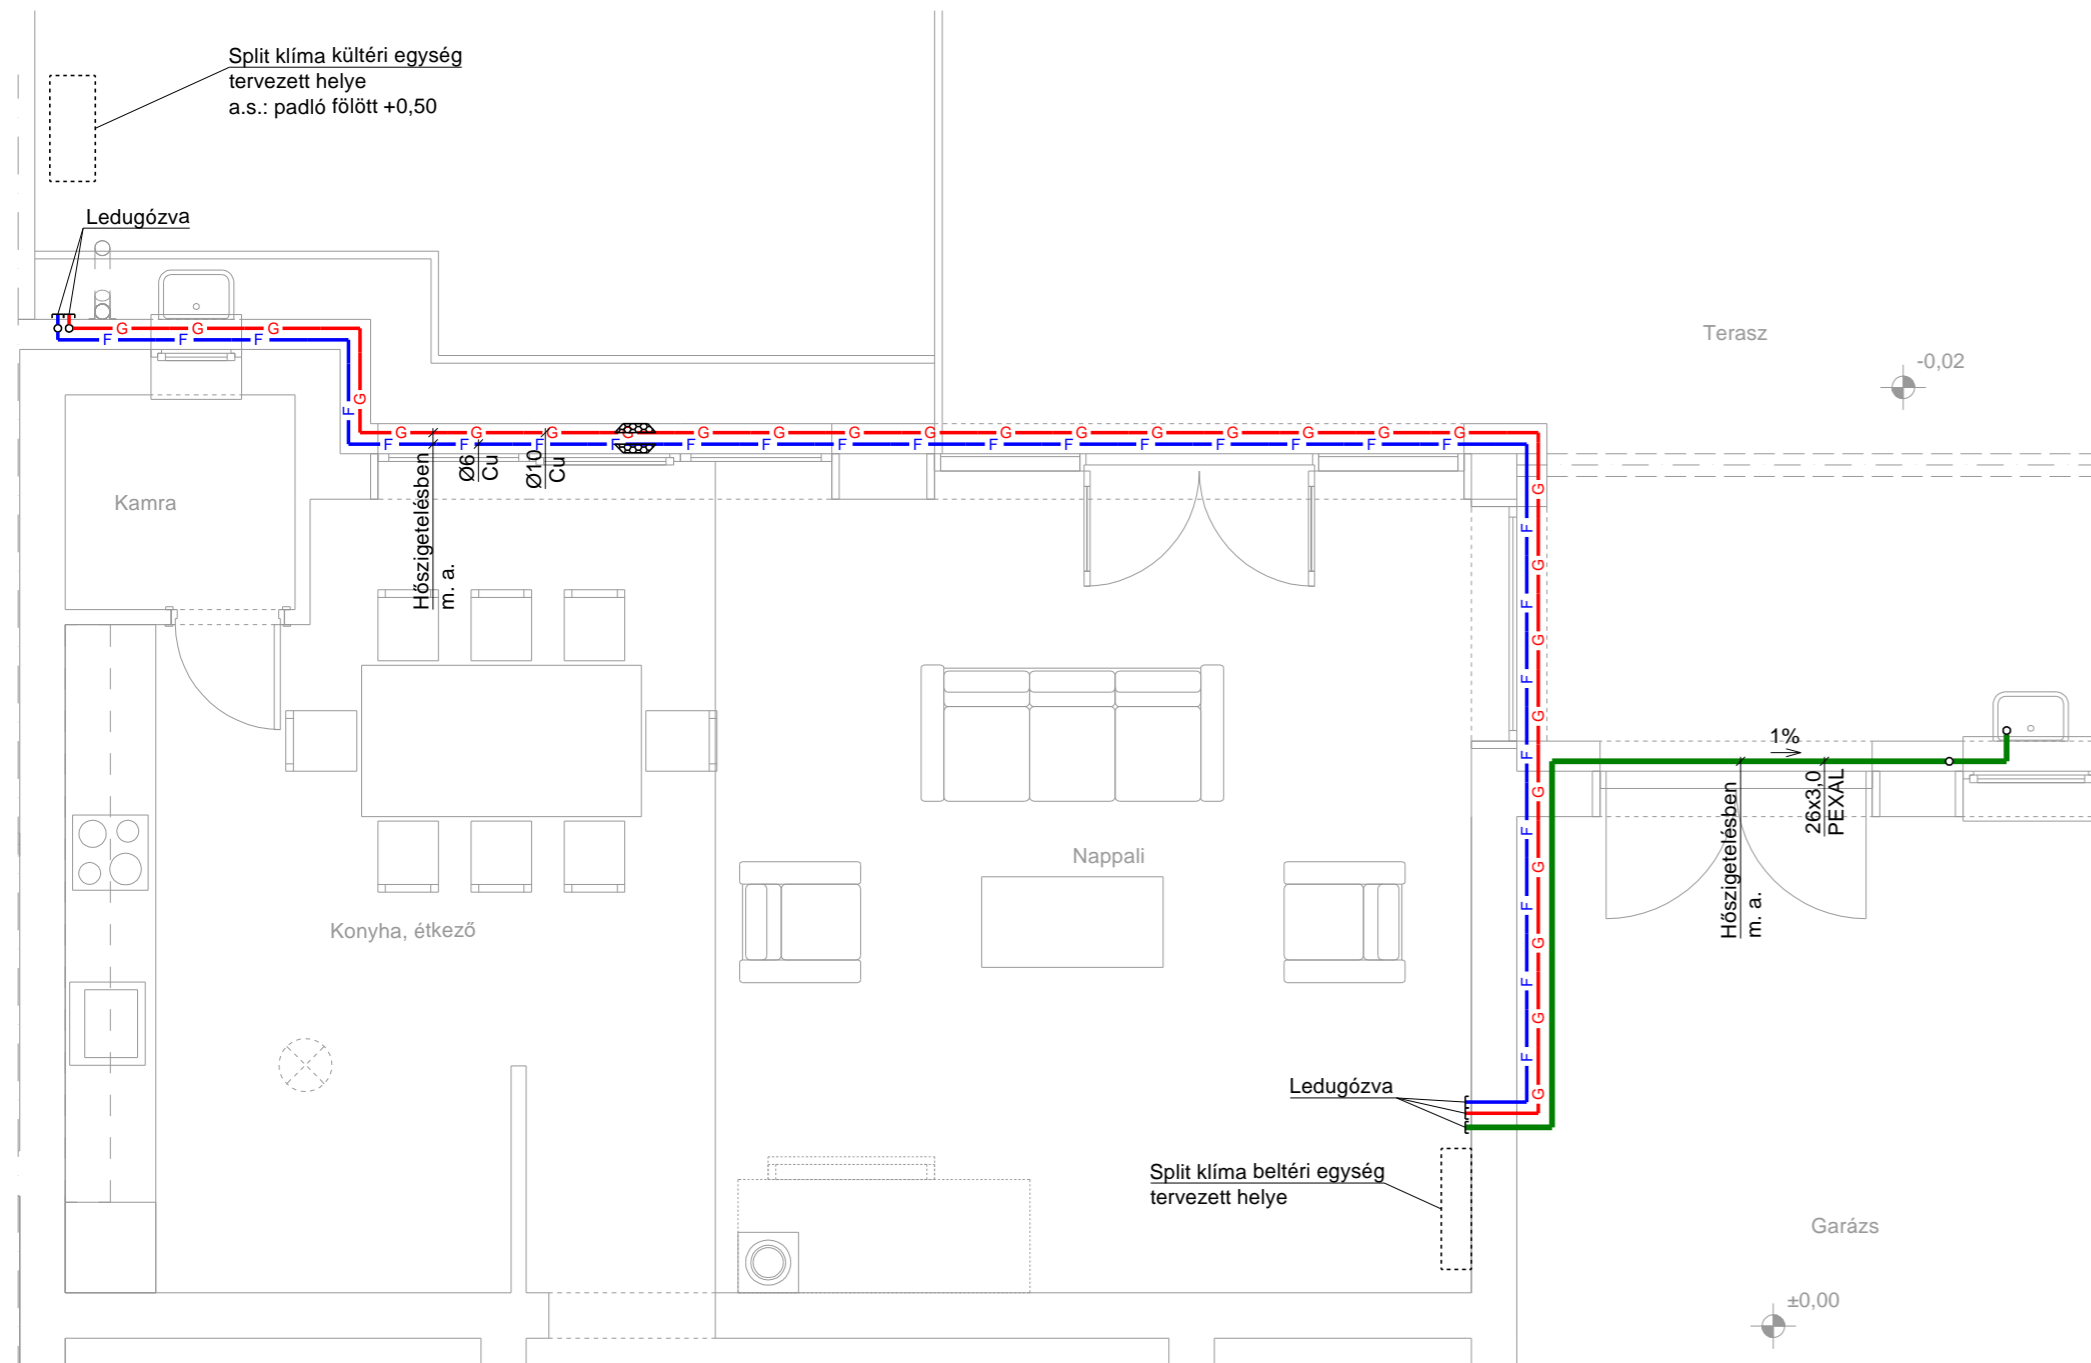 Split klíma kültéri egység
tervezett helye
a.s.: padló fölött +0,50
Ledugózva
G G G
F F F
Terasz
-0,02
G
F
G G G G G G G G G G G G G G G
F F F F F F F F F F F F F F F
Hőszigetelésben
m. a.
Ø6
Cu
Ø10
Cu
Kamra
G G G G G G G G G
F F F F F F F F
1%
Hőszigetelésben
m. a.
26x3,0
PEXAL
Nappali
Konyha, étkező
Ledugózva
Split klíma beltéri egység
tervezett helye
Garázs
±0,00